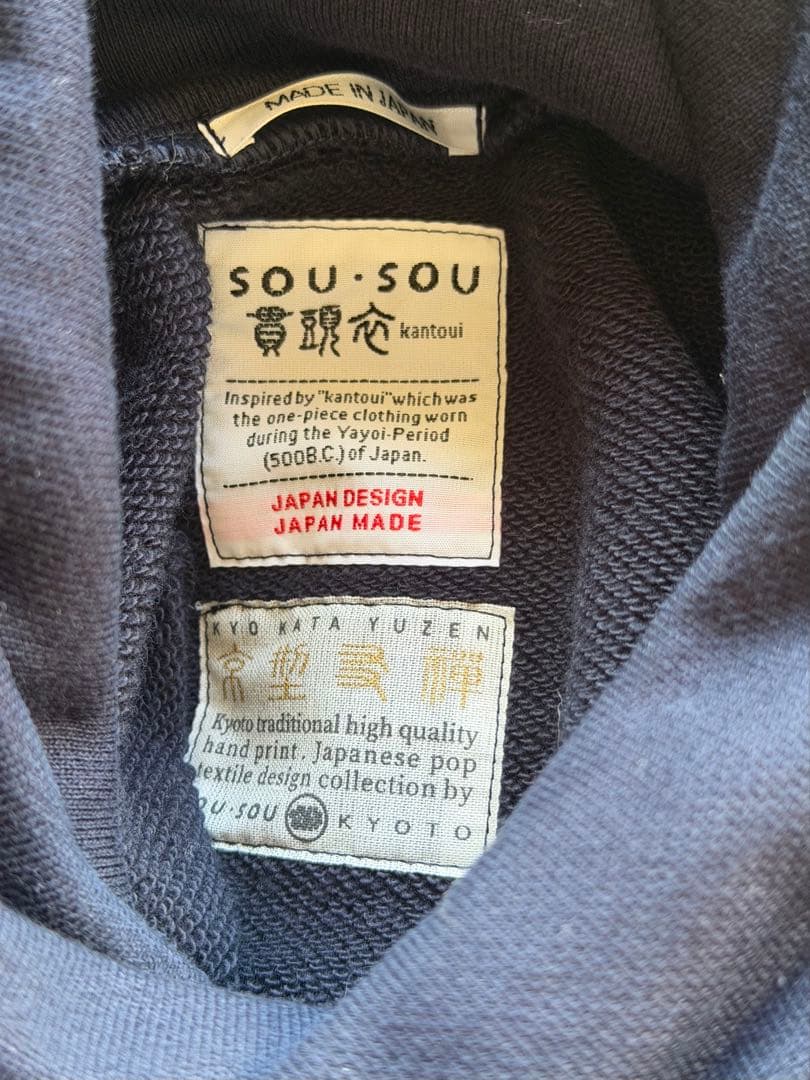 MADE IN JAPAN
SOU・SOU
貫頭衣 kantoui
Inspired by "kantoui" which was
the one-piece clothing worn
during the Yayoi-Period
(500B.C.) of Japan.
JAPAN DESIGN
JAPAN MADE
KYO KATA YUZEN
京型友禅
Kyoto traditional high quality
hand print. Japanese pop
textile design collection by
OU・SOU KYOTO